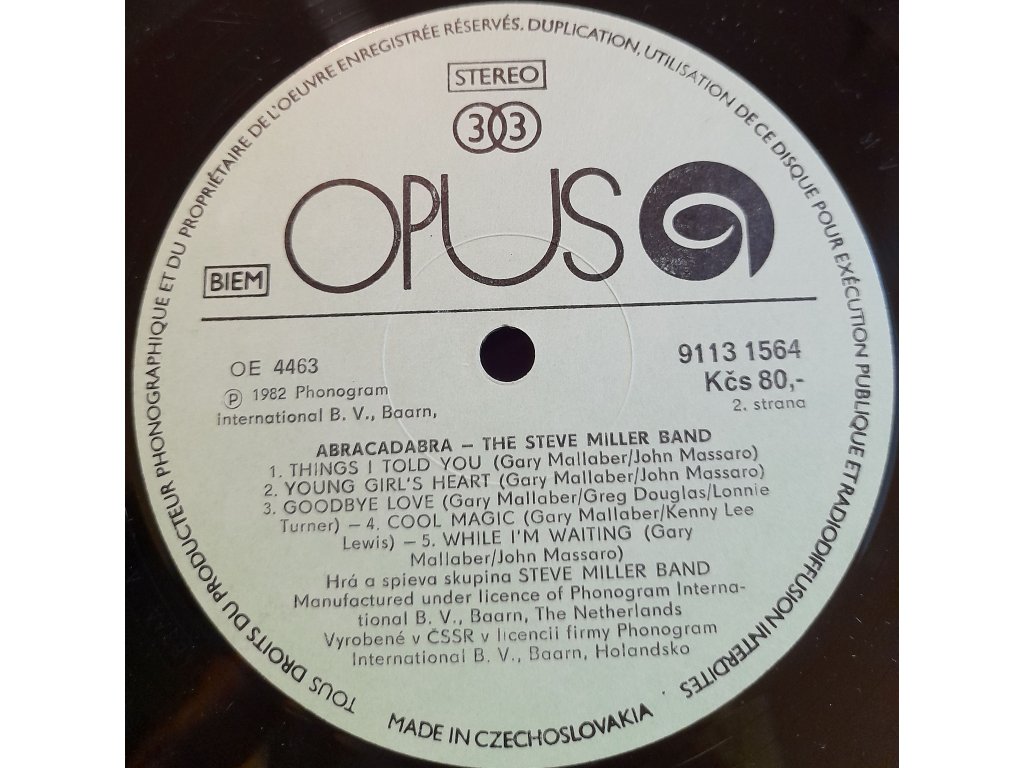 TOUS DROITS DU PRODUCTEUR PHONOGRAPHIQUE ET DU PROPRIÉTAIRE DE L'OEUVRE ENREGISTRÉE RÉSERVÉS. DUPLICATION, UTILISATION DE CE DISQUE POUR EXÉCUTION PUBLIQUE ET RADIODIFFUSION INTERDITES
STEREO
33
OPUS
BIEM
OE 4463
Ⓟ 1982 Phonogram
international B. V., Baarn,
9113 1564
Kčs 80,-
2. strana
ABRACADABRA – THE STEVE MILLER BAND
1. THINGS I TOLD YOU (Gary Mallaber/John Massaro)
2. YOUNG GIRL'S HEART (Gary Mallaber/John Massaro)
3. GOODBYE LOVE (Gary Mallaber/Greg Douglas/Lonnie
Turner) – 4. COOL MAGIC (Gary Mallaber/Kenny Lee
Lewis) – 5. WHILE I'M WAITING (Gary
Mallaber/John Massaro)
Hrá a spieva skupina STEVE MILLER BAND
Manufactured under licence of Phonogram Interna-
tional B. V., Baarn, The Netherlands
Vyrobené v ČSSR v licencii firmy Phonogram
International B. V., Baarn, Holandsko
MADE IN CZECHOSLOVAKIA